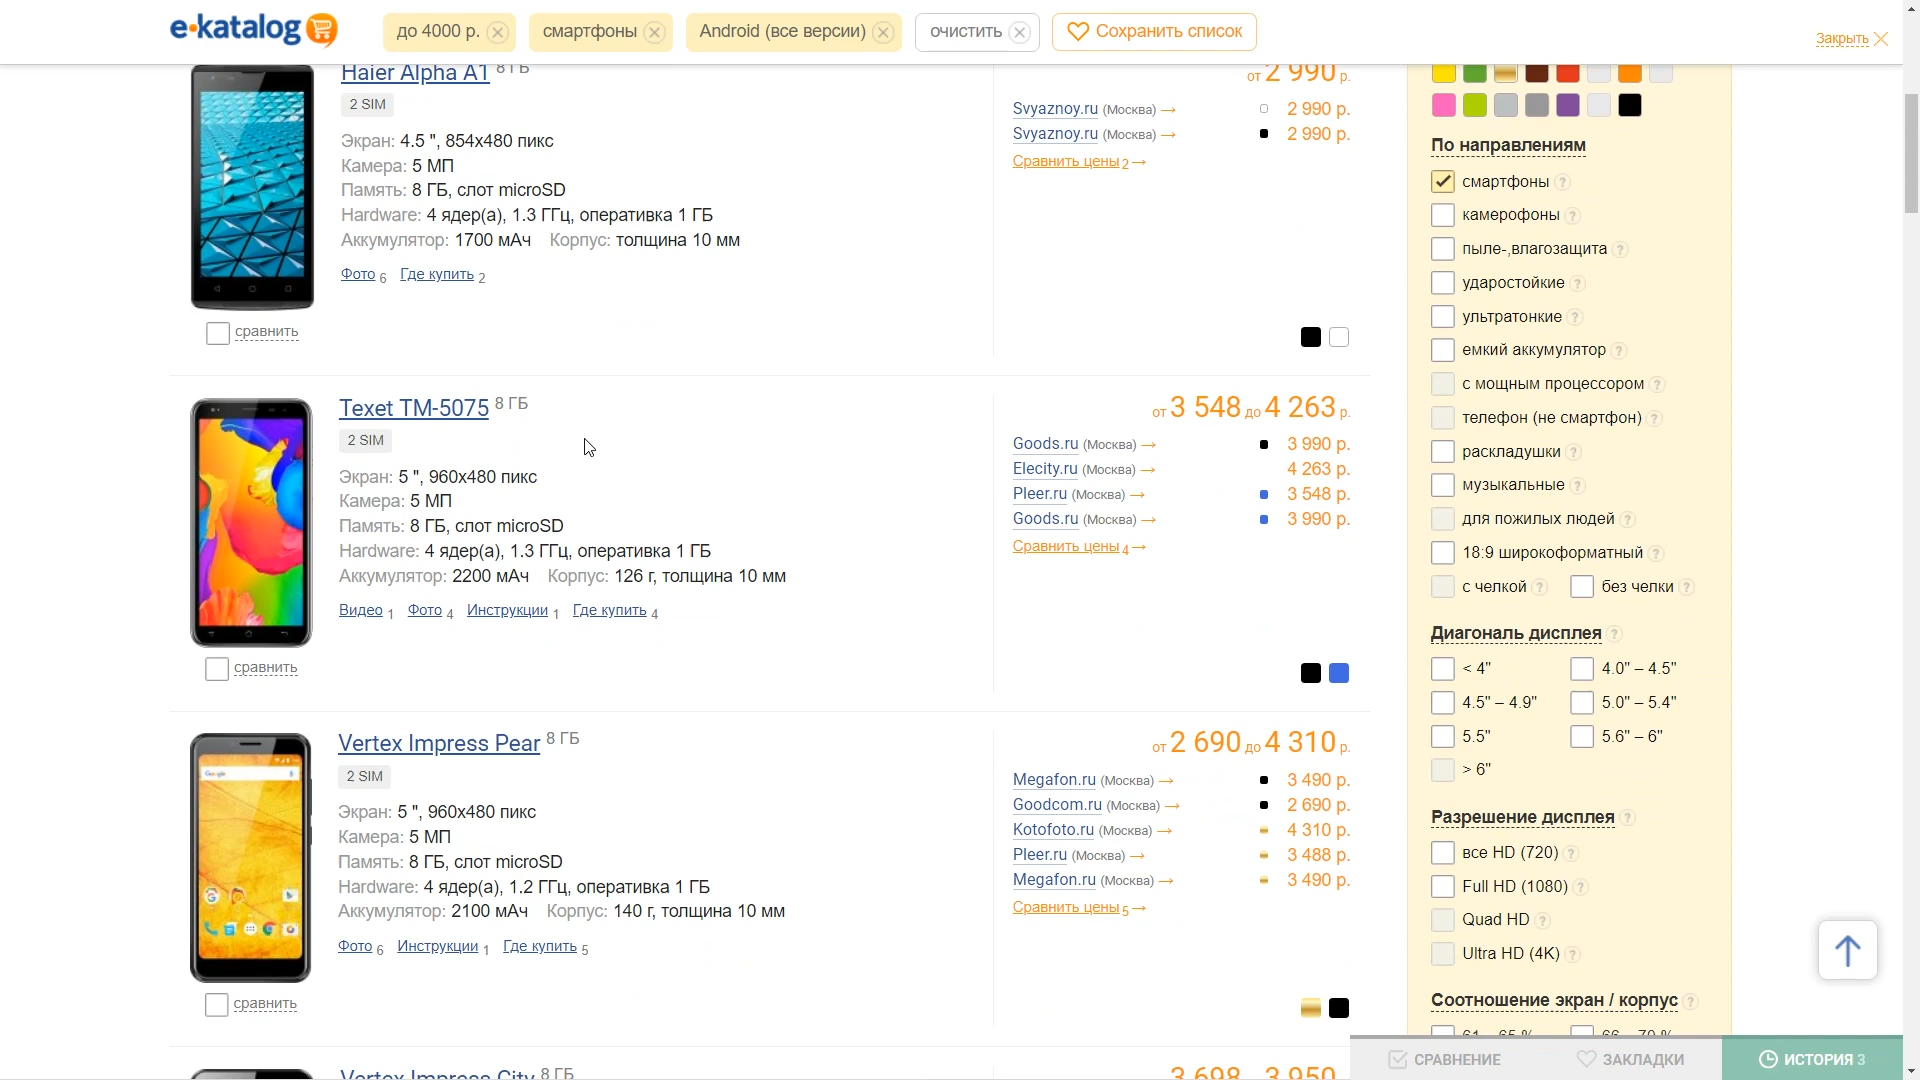 e·katalog
до 4000 р.
смартфоны
Android (все версии)
очистить
Сохранить список
Закрыть
Haier Alpha A1 8 ГБ
2 SIM
Экран: 4.5 ", 854x480 пикс
Камера: 5 МП
Память: 8 ГБ, слот microSD
Hardware: 4 ядер(а), 1.3 ГГц, оперативка 1 ГБ
Аккумулятор: 1700 мАч Корпус: толщина 10 мм
Фото 6 Где купить 2
сравнить
от 2 990 р.
Svyaznoy.ru (Москва) → 2 990 р.
Svyaznoy.ru (Москва) → 2 990 р.
Сравнить цены 2 →
Texet TM-5075 8 ГБ
2 SIM
Экран: 5 ", 960x480 пикс
Камера: 5 МП
Память: 8 ГБ, слот microSD
Hardware: 4 ядер(а), 1.3 ГГц, оперативка 1 ГБ
Аккумулятор: 2200 мАч Корпус: 126 г, толщина 10 мм
Видео 1 Фото 4 Инструкции 1 Где купить 4
сравнить
от 3 548 до 4 263 р.
Goods.ru (Москва) → 3 990 р.
Elecity.ru (Москва) → 4 263 р.
Pleer.ru (Москва) → 3 548 р.
Goods.ru (Москва) → 3 990 р.
Сравнить цены 4 →
Vertex Impress Pear 8 ГБ
2 SIM
Экран: 5 ", 960x480 пикс
Камера: 5 МП
Память: 8 ГБ, слот microSD
Hardware: 4 ядер(а), 1.2 ГГц, оперативка 1 ГБ
Аккумулятор: 2100 мАч Корпус: 140 г, толщина 10 мм
Фото 6 Инструкции 1 Где купить 5
сравнить
Google
от 2 690 до 4 310 р.
Megafon.ru (Москва) → 3 490 р.
Goodcom.ru (Москва) → 2 690 р.
Kotofoto.ru (Москва) → 4 310 р.
Pleer.ru (Москва) → 3 488 р.
Megafon.ru (Москва) → 3 490 р.
Сравнить цены 5 →
Vertex Impress City 8 ГБ
3 698 3 950
По направлениям
смартфоны ?
камерофоны ?
пыле-,влагозащита ?
ударостойкие ?
ультратонкие ?
емкий аккумулятор ?
с мощным процессором ?
телефон (не смартфон) ?
раскладушки ?
музыкальные ?
для пожилых людей ?
18:9 широкоформатный ?
с челкой ? без челки ?
Диагональ дисплея ?
< 4" 4.0" – 4.5"
4.5" – 4.9" 5.0" – 5.4"
5.5" 5.6" – 6"
> 6"
Разрешение дисплея ?
все HD (720) ?
Full HD (1080) ?
Quad HD ?
Ultra HD (4K) ?
Соотношение экран / корпус ?
61 – 65 % 66 – 70 %
СРАВНЕНИЕ
ЗАКЛАДКИ
ИСТОРИЯ 3